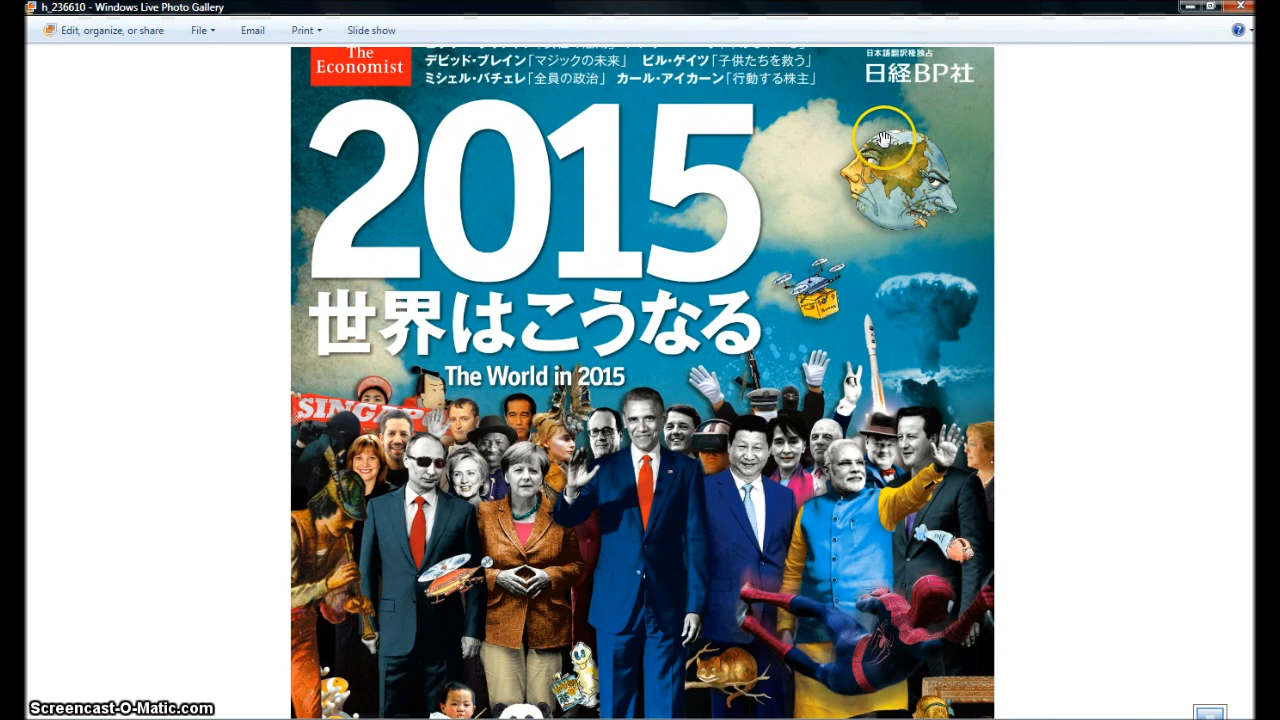 h_236610 - Windows Live Photo Gallery
Edit, organize, or share File Email Print Slide show
The
Economist
デビッド・ブレイン「マジックの未来」 ビル・ゲイツ「子供たちを救う」
ミシェル・バチェレ「全員の政治」 カール・アイカーン「行動する株主」
日本語翻訳権独占
日経BP社
2015
世界はこうなる
The World in 2015
Screencast-O-Matic.com